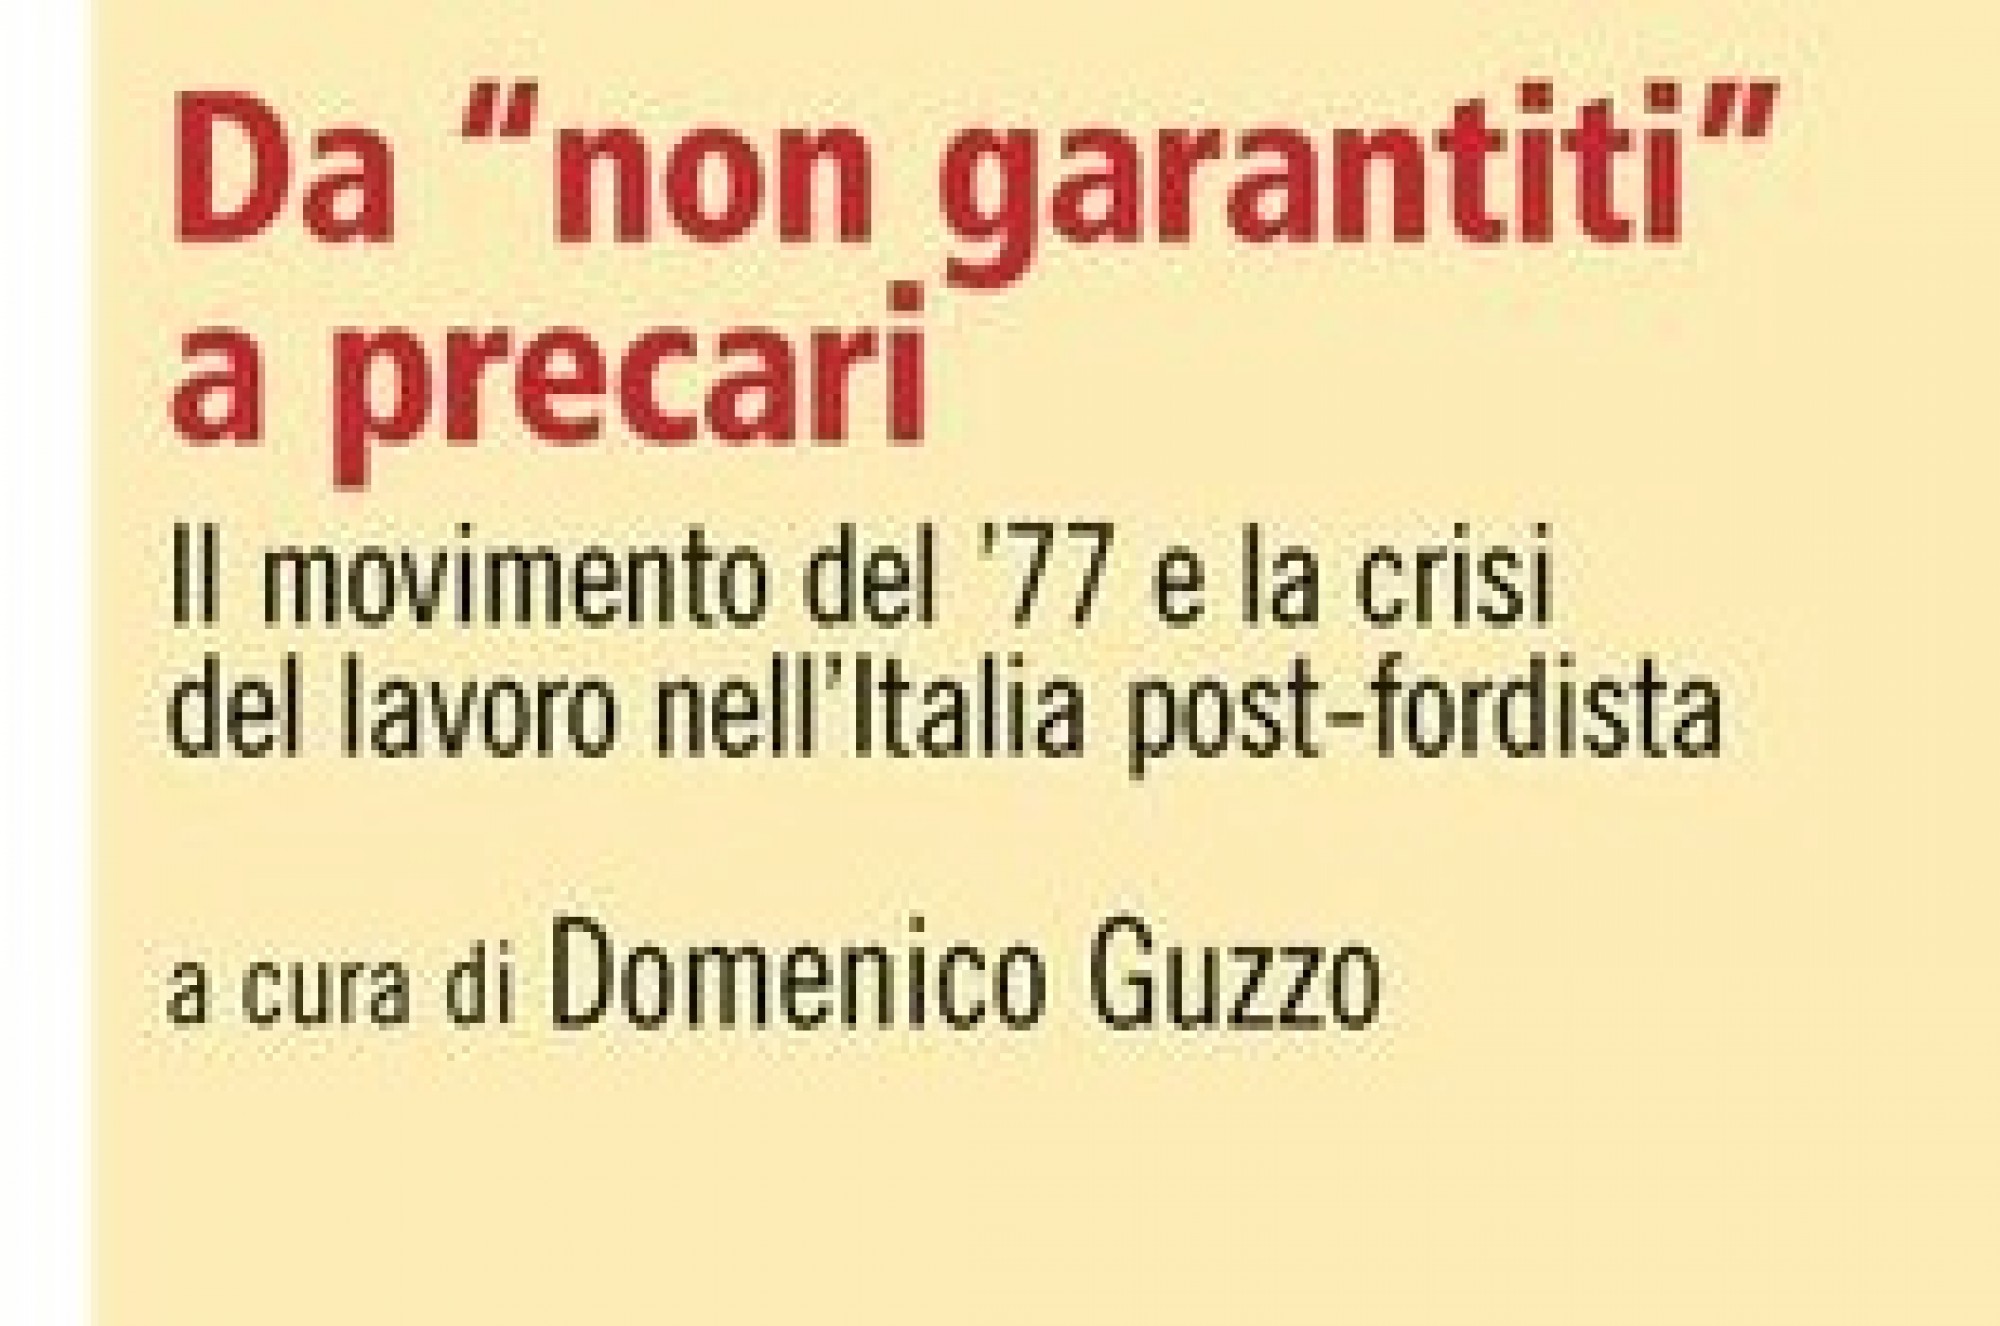 Da “non garantiti”
a precari
Il movimento del ’77 e la crisi
del lavoro nell’Italia post-fordista
a cura di Domenico Guzzo